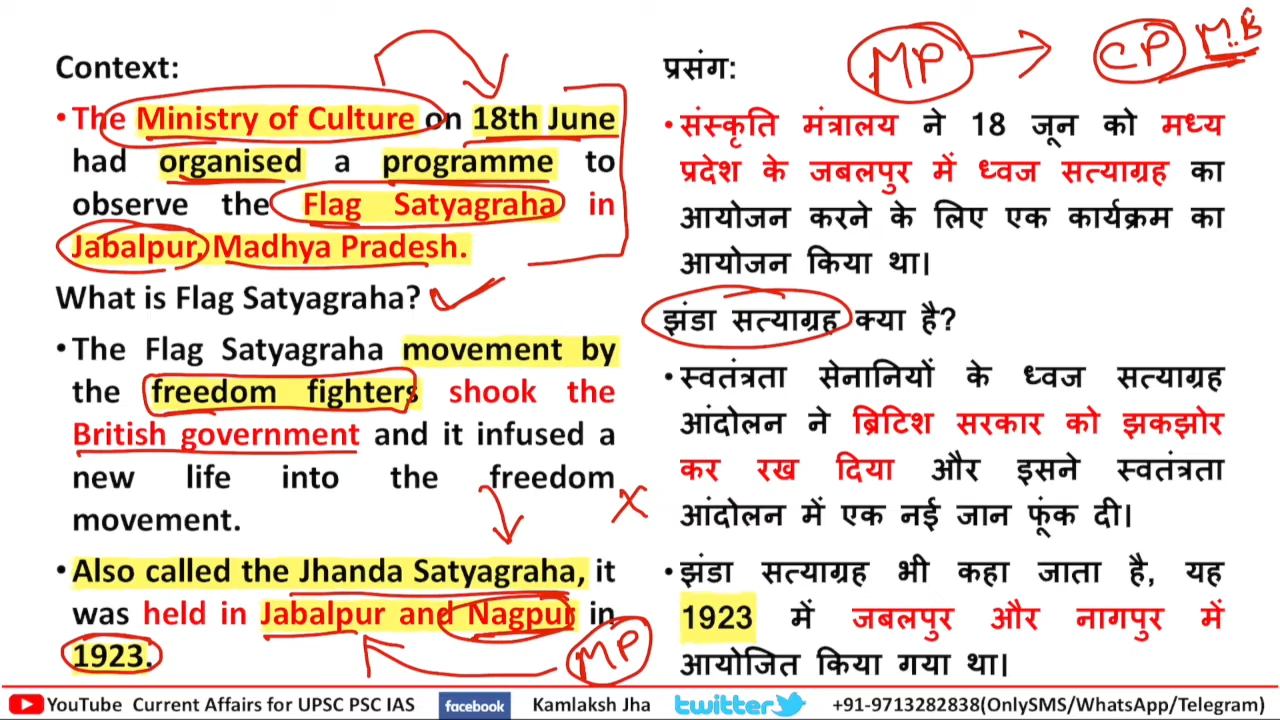 Context:
• The Ministry of Culture on 18th June
had organised a programme to
observe the Flag Satyagraha in
Jabalpur, Madhya Pradesh.
What is Flag Satyagraha?
• The Flag Satyagraha movement by
the freedom fighters shook the
British government and it infused a
new life into the freedom
movement.
• Also called the Jhanda Satyagraha, it
was held in Jabalpur and Nagpur in
1923.
MP
MP
CP
M.B
प्रसंग:
• संस्कृति मंत्रालय ने 18 जून को मध्य
प्रदेश के जबलपुर में ध्वज सत्याग्रह का
आयोजन करने के लिए एक कार्यक्रम का
आयोजन किया था।
झंडा सत्याग्रह क्या है?
• स्वतंत्रता सेनानियों के ध्वज सत्याग्रह
आंदोलन ने ब्रिटिश सरकार को झकझोर
कर रख दिया और इसने स्वतंत्रता
आंदोलन में एक नई जान फूंक दी।
• झंडा सत्याग्रह भी कहा जाता है, यह
1923 में जबलपुर और नागपुर में
आयोजित किया गया था।
YouTube Current Affairs for UPSC PSC IAS facebook Kamlaksh Jha twitter +91-9713282838(OnlySMS/WhatsApp/Telegram)